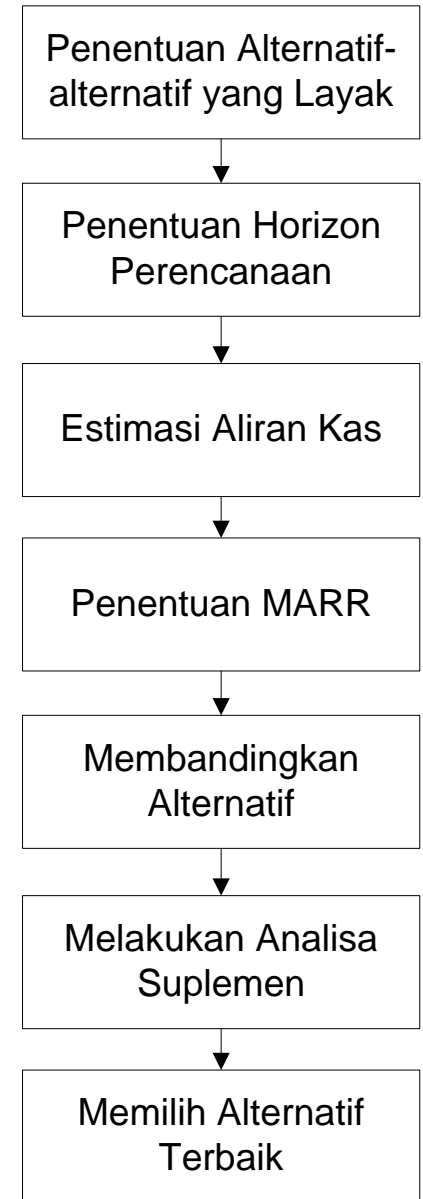 Penentuan Alternatif-
alternatif yang Layak
Penentuan Horizon
Perencanaan
Estimasi Aliran Kas
Penentuan MARR
Membandingkan
Alternatif
Melakukan Analisa
Suplemen
Memilih Alternatif
Terbaik